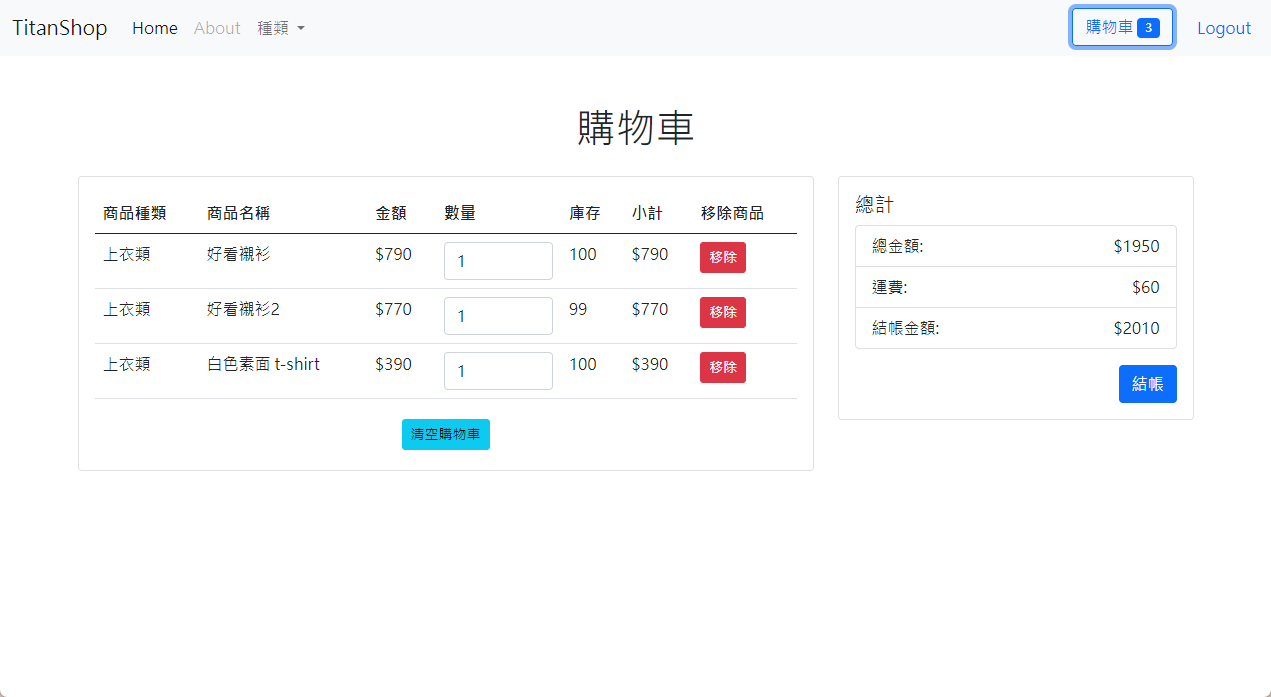 TitanShop Home About 種類 購物車 3 Logout
購物車
商品種類 商品名稱 金額 數量 庫存 小計 移除商品
上衣類 好看襯衫 $790 1 100 $790 移除
上衣類 好看襯衫2 $770 1 99 $770 移除
上衣類 白色素面 t-shirt $390 1 100 $390 移除
清空購物車
總計
總金額: $1950
運費: $60
結帳金額: $2010
結帳